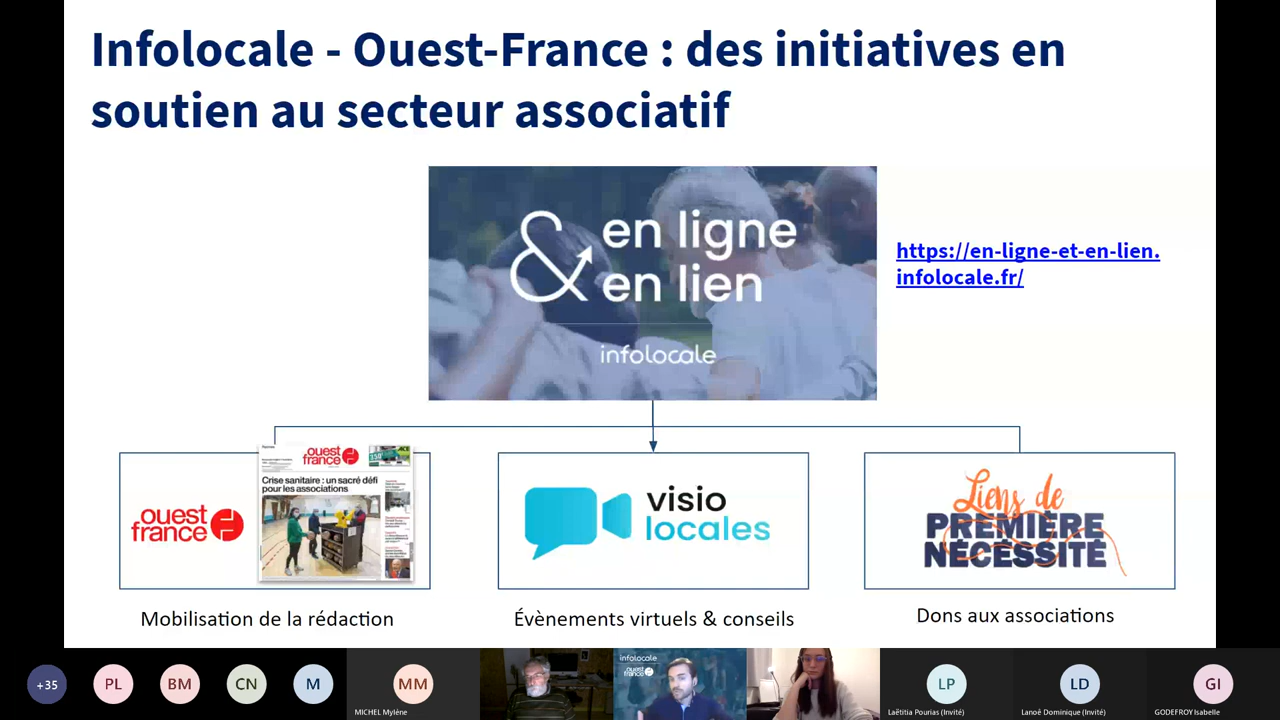 Infolocale - Ouest-France : des initiatives en
soutien au secteur associatif
& en ligne
en lien
infolocale
https://en-ligne-et-en-lien.
infolocale.fr/
ouest
france
ouest
france
Crise sanitaire : un sacré défi
pour les associations
visio
locales
Liens de
PREMIÈRE
NÉCESSITÉ
Mobilisation de la rédaction
Évènements virtuels & conseils
Dons aux associations
+35
PL
BM
CN
M
MM
MICHEL Mylène
infolocale
ouest
france
LP
Laëtitia Pourias (Invité)
LD
Lanoé Dominique (Invité)
GI
GODEFROY Isabelle